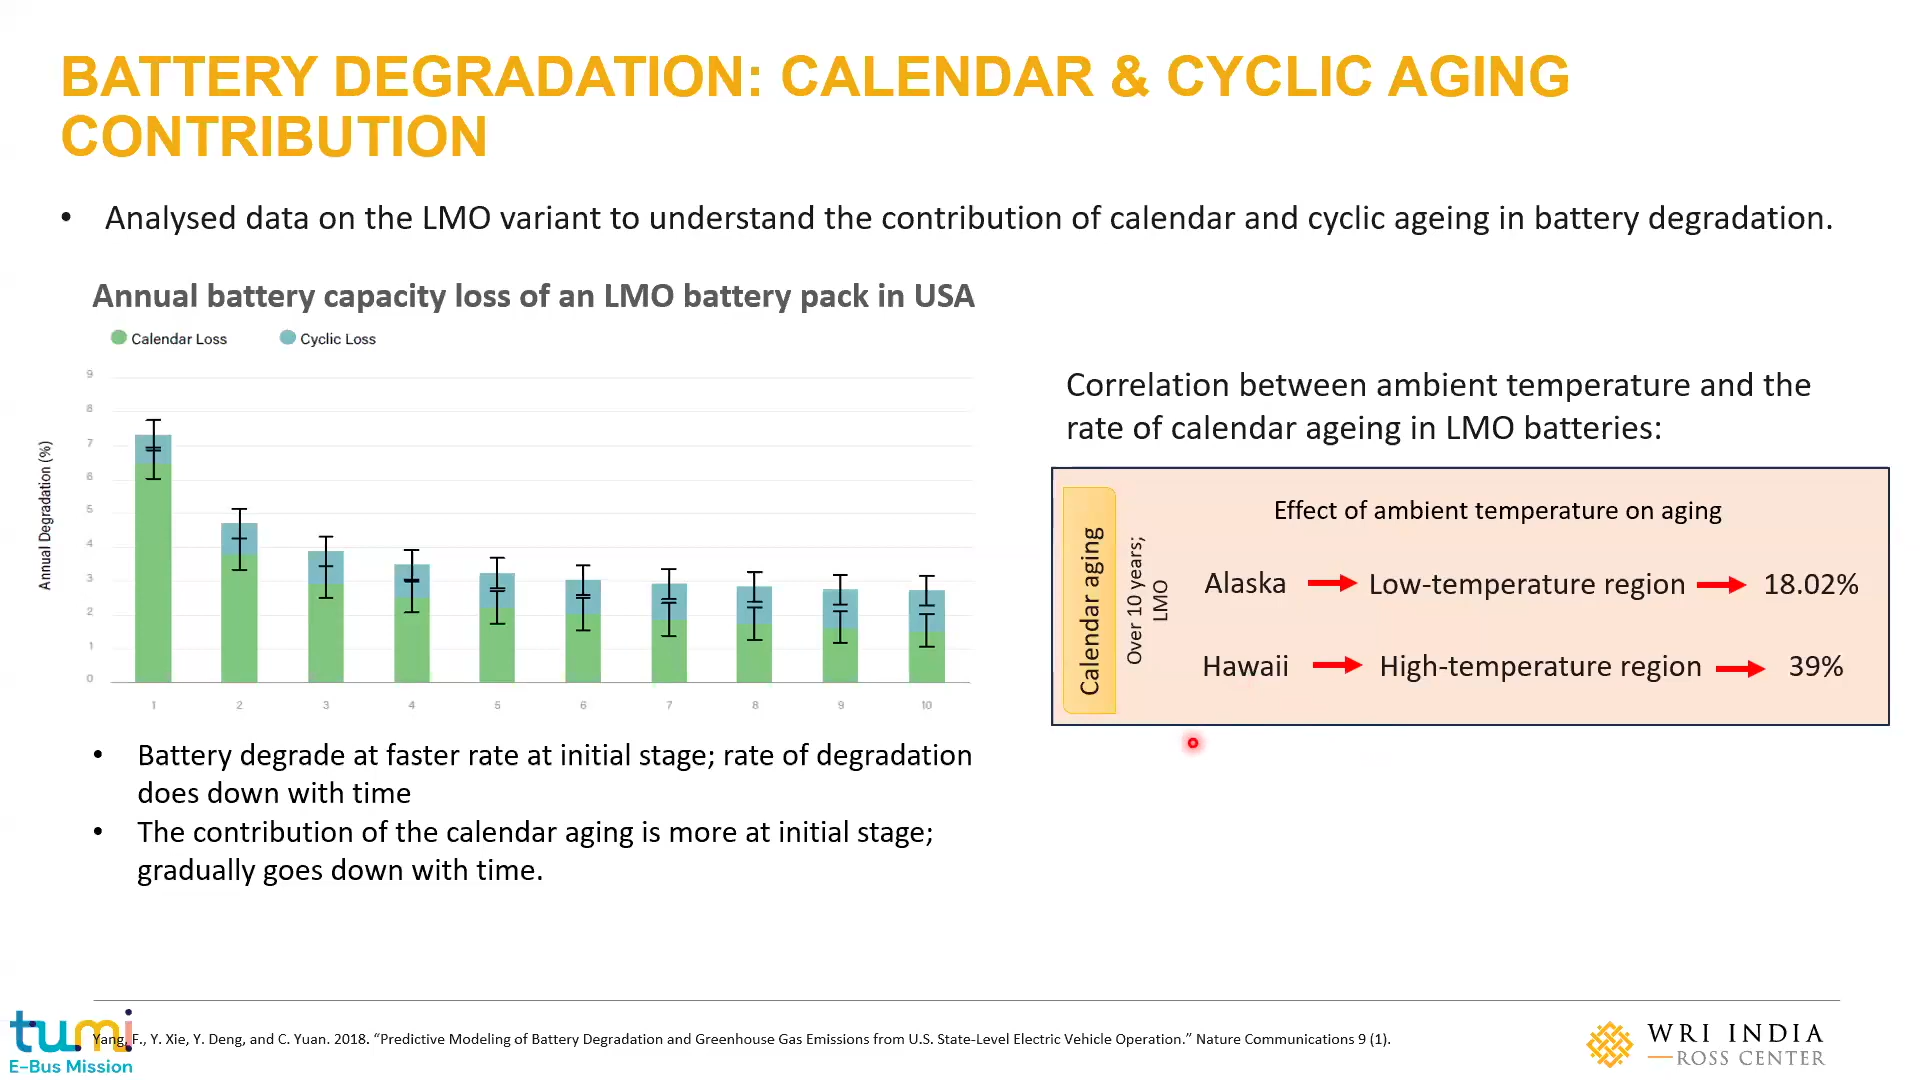 BATTERY DEGRADATION: CALENDAR & CYCLIC AGING
CONTRIBUTION
• Analysed data on the LMO variant to understand the contribution of calendar and cyclic ageing in battery degradation.
Annual battery capacity loss of an LMO battery pack in USA
Calendar Loss Cyclic Loss
Annual Degradation (%)
9
8
7
6
5
4
3
2
1
0
1 2 3 4 5 6 7 8 9 10
• Battery degrade at faster rate at initial stage; rate of degradation
does down with time
• The contribution of the calendar aging is more at initial stage;
gradually goes down with time.
Correlation between ambient temperature and the
rate of calendar ageing in LMO batteries:
Calendar aging
Over 10 years;
LMO
Effect of ambient temperature on aging
Alaska Low-temperature region 18.02%
Hawaii High-temperature region 39%
tumi
E-Bus Mission
Yang, F., Y. Xie, Y. Deng, and C. Yuan. 2018. “Predictive Modeling of Battery Degradation and Greenhouse Gas Emissions from U.S. State-Level Electric Vehicle Operation.” Nature Communications 9 (1).
WRI INDIA
ROSS CENTER